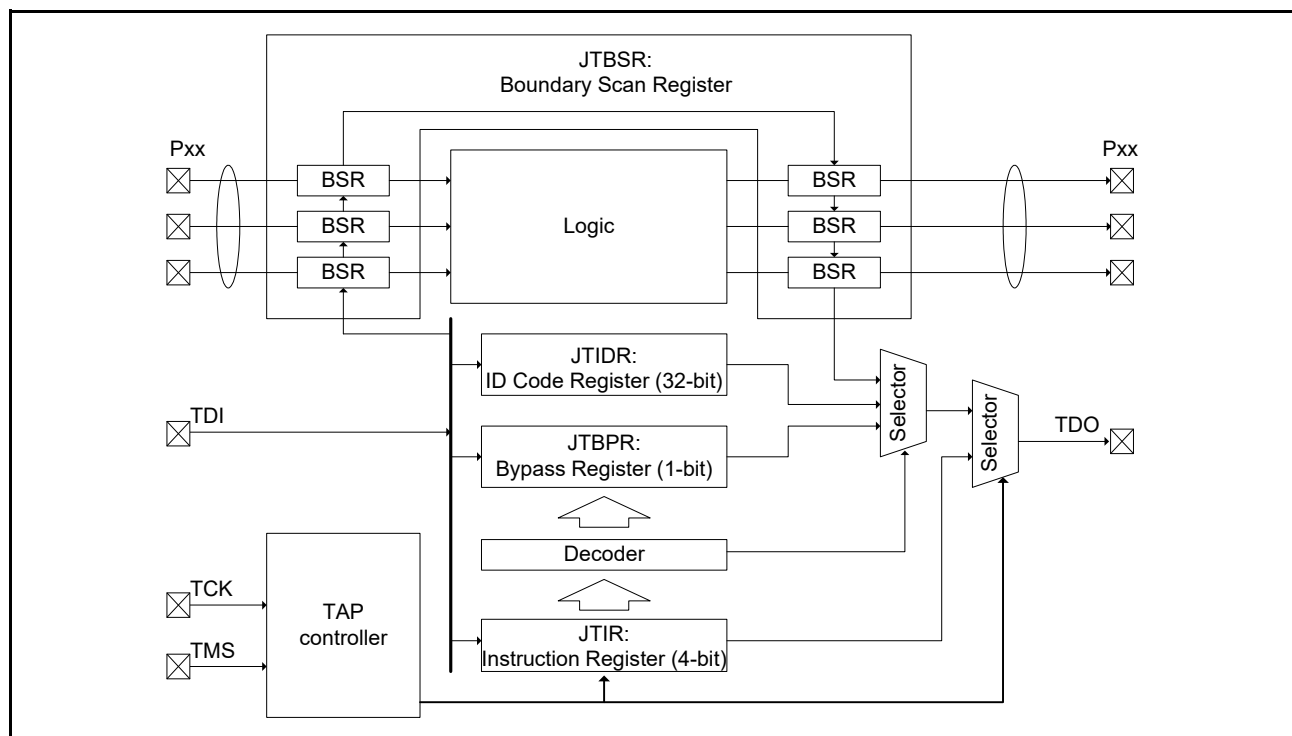 JTBSR:
Boundary Scan Register
Pxx
Pxx
BSR
BSR
BSR
BSR
Logic
BSR
BSR
JTIDR:
ID Code Register (32-bit)
TDI
JTBPR:
Bypass Register (1-bit)
Selector
Selector
TDO
Decoder
TCK
TAP
controller
TMS
JTIR:
Instruction Register (4-bit)